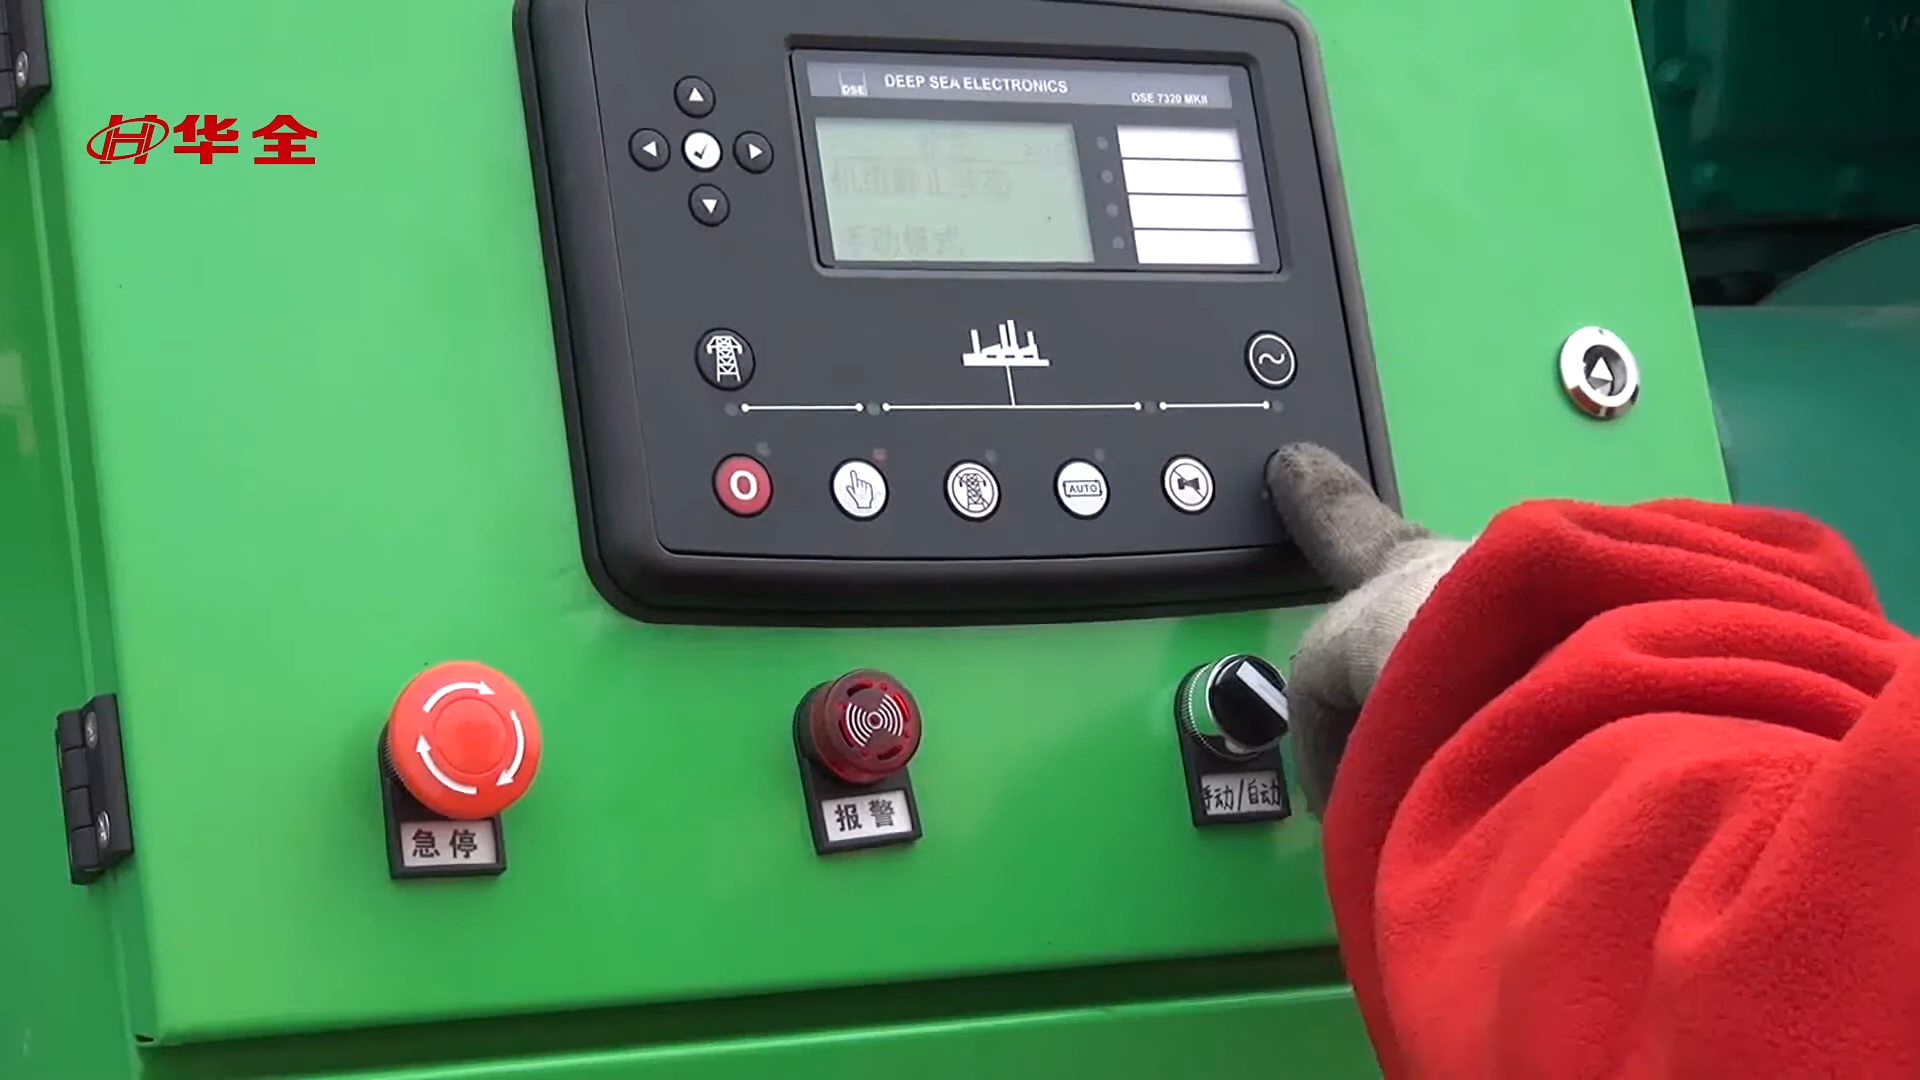 华全
DSE
DEEP SEA ELECTRONICS
DSE 7320 MKII
手动模式
O
AUTO
急停
报警
手动/自动